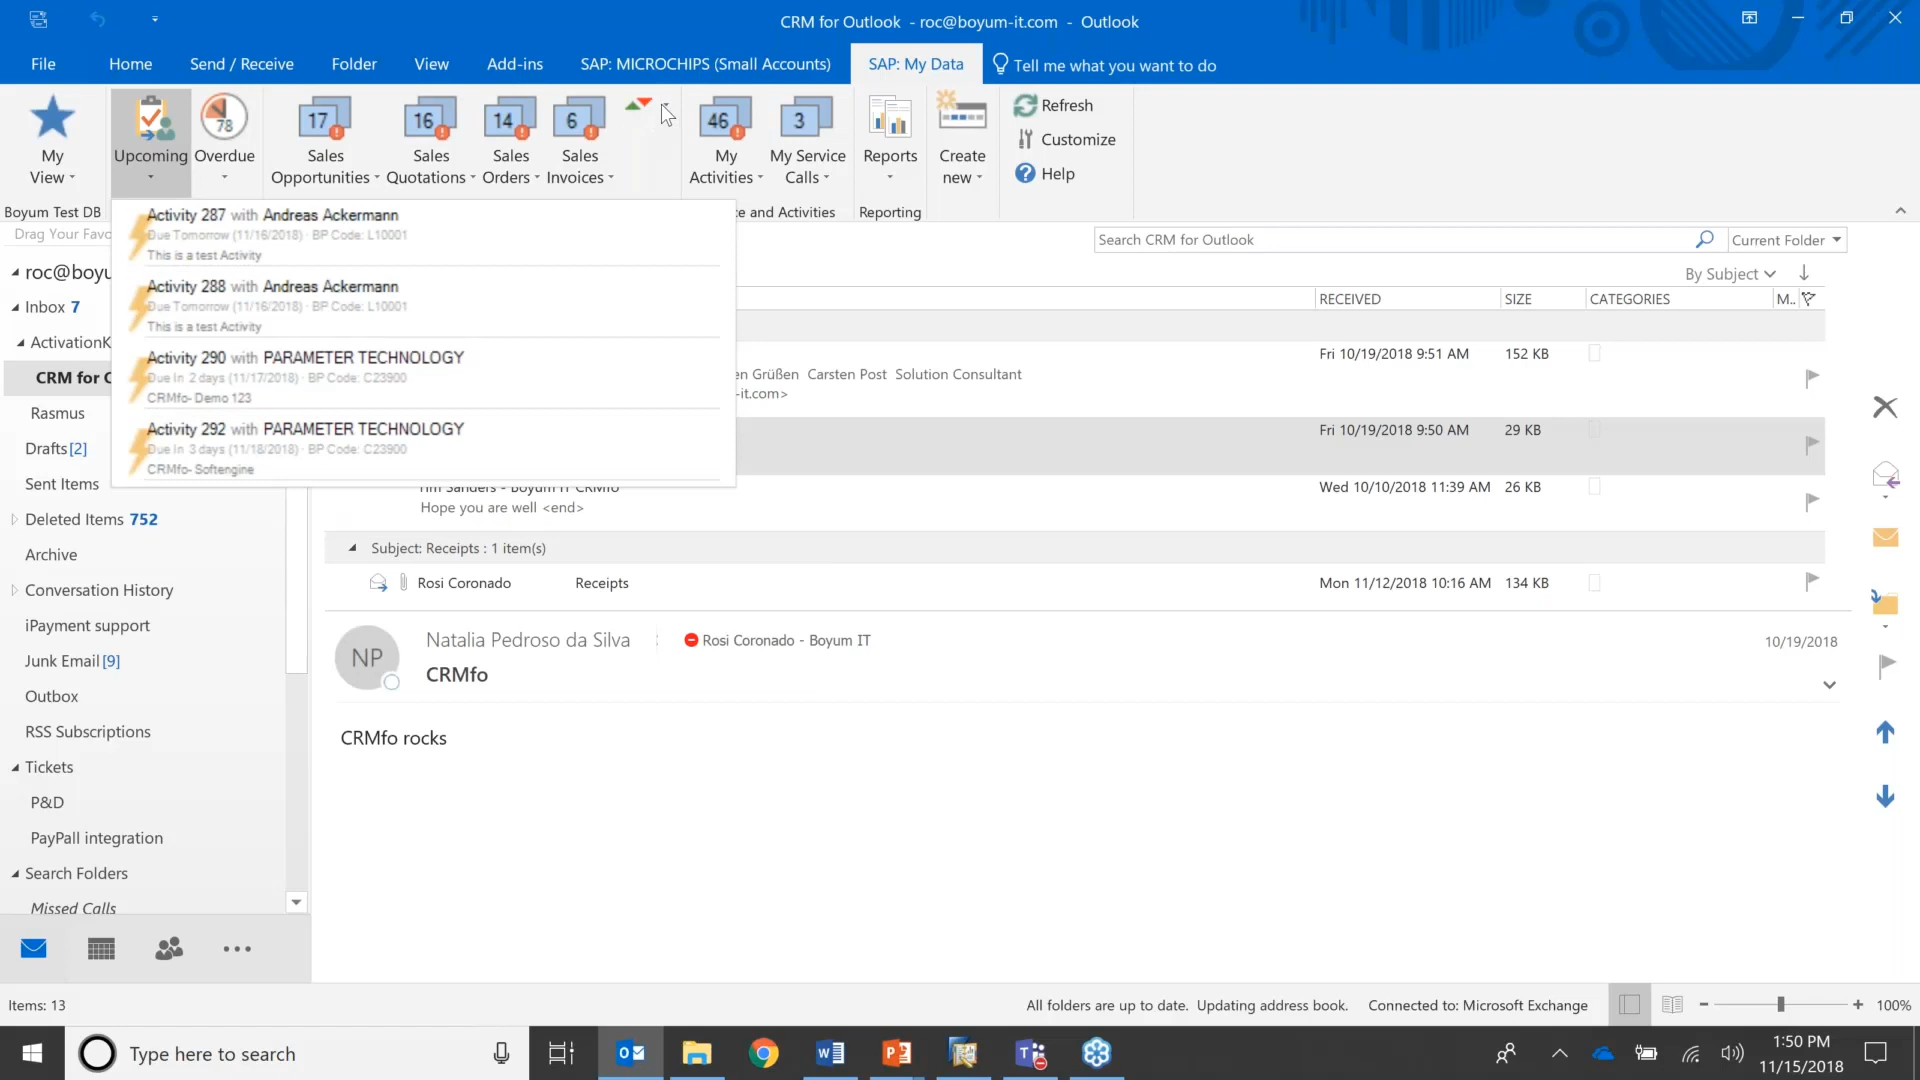 CRM for Outlook - roc@boyum-it.com - Outlook
File
Home
Send / Receive
Folder
View
Add-ins
SAP: MICROCHIPS (Small Accounts)
SAP: My Data
Tell me what you want to do
My View
Upcoming
78
Overdue
17
Sales Opportunities
16
Sales Quotations
14
Sales Orders
6
Sales Invoices
46
My Activities
3
My Service Calls
Reports
Create new
Refresh
Customize
Help
Boyum Test DB
and Activities
Reporting
Drag Your
Search CRM for Outlook
Current Folder
Activity 287 with Andreas Ackermann
Due Tomorrow (11/16/2018) · BP Code: L10001
This is a test Activity
Activity 288 with Andreas Ackermann
Due Tomorrow (11/16/2018) · BP Code: L10001
This is a test Activity
Activity 290 with PARAMETER TECHNOLOGY
Due In 2 days (11/17/2018) · BP Code: C23900
CRMfo- Demo 123
Activity 292 with PARAMETER TECHNOLOGY
Due In 3 days (11/18/2018) · BP Code: C23900
CRMfo- Softengine
roc@boyu
Inbox 7
ActivationK
CRM for
Rasmus
Drafts [2]
Sent Items
Deleted Items 752
Archive
Conversation History
iPayment support
Junk Email [9]
Outbox
RSS Subscriptions
Tickets
P&D
PayPall integration
Search Folders
Missed Calls
By Subject
RECEIVED
SIZE
CATEGORIES
M..
Fri 10/19/2018 9:51 AM 152 KB
en Grüßen Carsten Post Solution Consultant
-it.com>
Fri 10/19/2018 9:50 AM 29 KB
Tim Sanders - Boyum IT CRMfo
Wed 10/10/2018 11:39 AM 26 KB
Hope you are well <end>
Subject: Receipts : 1 item(s)
Rosi Coronado Receipts Mon 11/12/2018 10:16 AM 134 KB
NP
Natalia Pedroso da Silva
Rosi Coronado - Boyum IT
10/19/2018
CRMfo
CRMfo rocks
Items: 13
All folders are up to date. Updating address book.
Connected to: Microsoft Exchange
100%
Type here to search
1:50 PM
11/15/2018